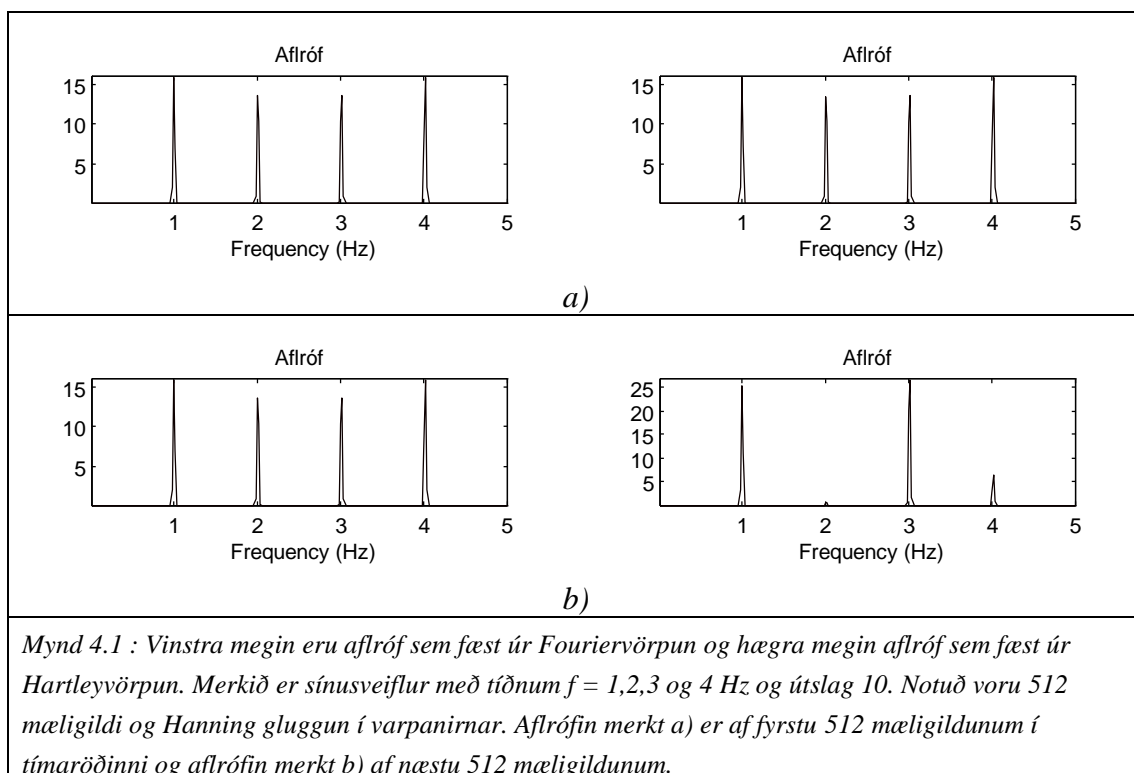 Aflróf
15
10
5
1 2 3 4 5
Frequency (Hz)
Aflróf
15
10
5
1 2 3 4 5
Frequency (Hz)
a)
Aflróf
15
10
5
1 2 3 4 5
Frequency (Hz)
Aflróf
25
20
15
10
5
1 2 3 4 5
Frequency (Hz)
b)
Mynd 4.1 : Vinstra megin eru aflróf sem fæst úr Fouriervörpun og hægra megin aflróf sem fæst úr
Hartleyvörpun. Merkið er sínusveiflur með tíðnum f = 1,2,3 og 4 Hz og útslag 10. Notuð voru 512
mæligildi og Hanning gluggun í varpanirnar. Aflrófin merkt a) er af fyrstu 512 mæligildunum í
tímaröðinni og aflrófin merkt b) af næstu 512 mæligildunum.